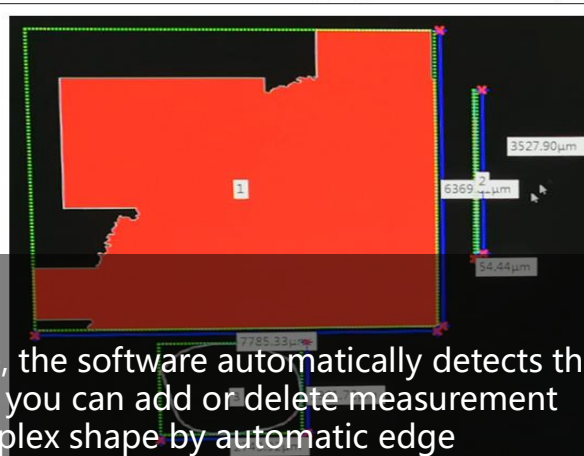 3527.90μm
1
2
54.44μm
7785.33μm
, the software automatically detects th
you can add or delete measurement
plex shape by automatic edge